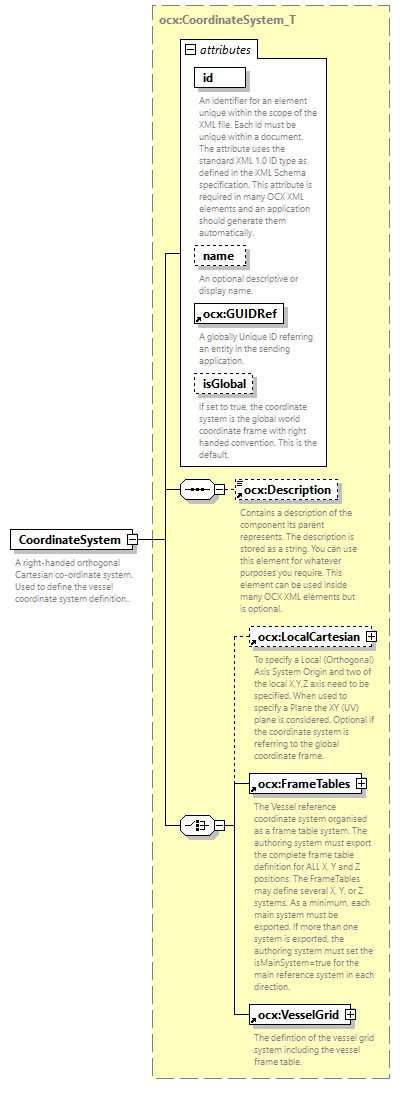 ocx:CoordinateSystem_T
attributes
id
An identifier for an element
unique within the scope of the
XML file. Each id must be
unique within a document.
The attribute uses the
standard XML 1.0 ID type as
defined in the XML Schema
specification. This attribute is
required in many OCX XML
elements and an application
should generate them
automatically.
name
An optional descriptive or
display name.
ocx:GUIDRef
A globally Unique ID referring
an entity in the sending
application.
isGlobal
If set to true, the coordinate
system is the global world
coordinate frame with right
handed convention. This is the
default.
ocx:Description
Contains a description of the
component its parent
represents. The description is
stored as a string. You can use
this element for whatever
purposes you require. This
element can be used inside
many OCX XML elements but
is optional.
CoordinateSystem
A right-handed orthogonal
Cartesian co-ordinate system.
Used to define the vessel
coordinate system definition..
ocx:LocalCartesian
To specify a Local (Orthogonal)
Axis System Origin and two of
the local X,Y,Z axis need to be
specified. When used to
specify a Plane the XY (UV)
plane is considered. Optional if
the coordinate system is
referring to the global
coordinate frame.
ocx:FrameTables
The Vessel reference
coordinate system organised
as a frame table system. The
authoring system must export
the complete frame table
definition for ALL X, Y and Z
positions. The FrameTables
may define several X, Y, or Z
systems. As a minimum, each
main system must be
exported. If more than one
system is exported, the
authoring system must set the
isMainSystem=true for the
main reference system in each
direction.
ocx:VesselGrid
The defintion of the vessel grid
system including the vessel
frame table.